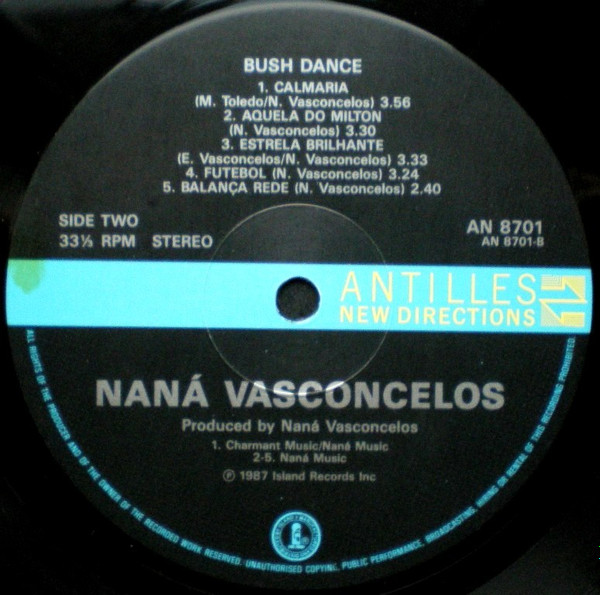 BUSH DANCE
1. CALMARIA
(M. Toledo/N. Vasconcelos) 3.56
2. AQUELA DO MILTON
(N. Vasconcelos) 3.30
3. ESTRELA BRILHANTE
(E. Vasconcelos/N. Vasconcelos) 3.33
4. FUTEBOL (N. Vasconcelos) 3.24
5. BALANÇA REDE (N. Vasconcelos) 2.40
SIDE TWO
33⅓ RPM STEREO
AN 8701
AN 8701-B
ANTILLES
NEW DIRECTIONS
NANÁ VASCONCELOS
Produced by Naná Vasconcelos
1. Charmant Music/Naná Music
2-5. Naná Music
℗ 1987 Island Records Inc
ALL RIGHTS OF THE PRODUCER AND OF THE OWNER OF THE RECORDED WORK RESERVED. UNAUTHORISED COPYING, PUBLIC PERFORMANCE, BROADCASTING, HIRING OR RENTAL OF THIS RECORDING PROHIBITED.